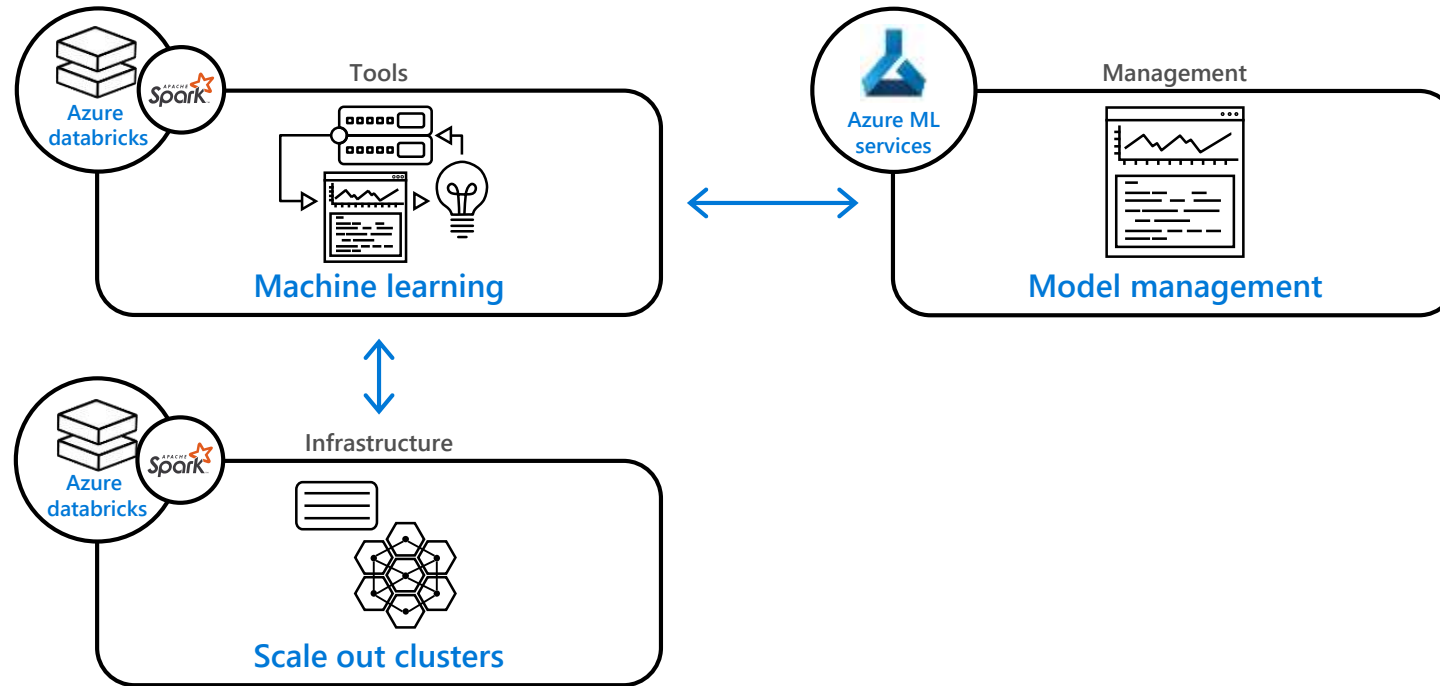 Tools
Azure
databricks
APACHE
Spark
Machine learning
Management
Azure ML
services
Model management
Infrastructure
Azure
databricks
APACHE
Spark
Scale out clusters